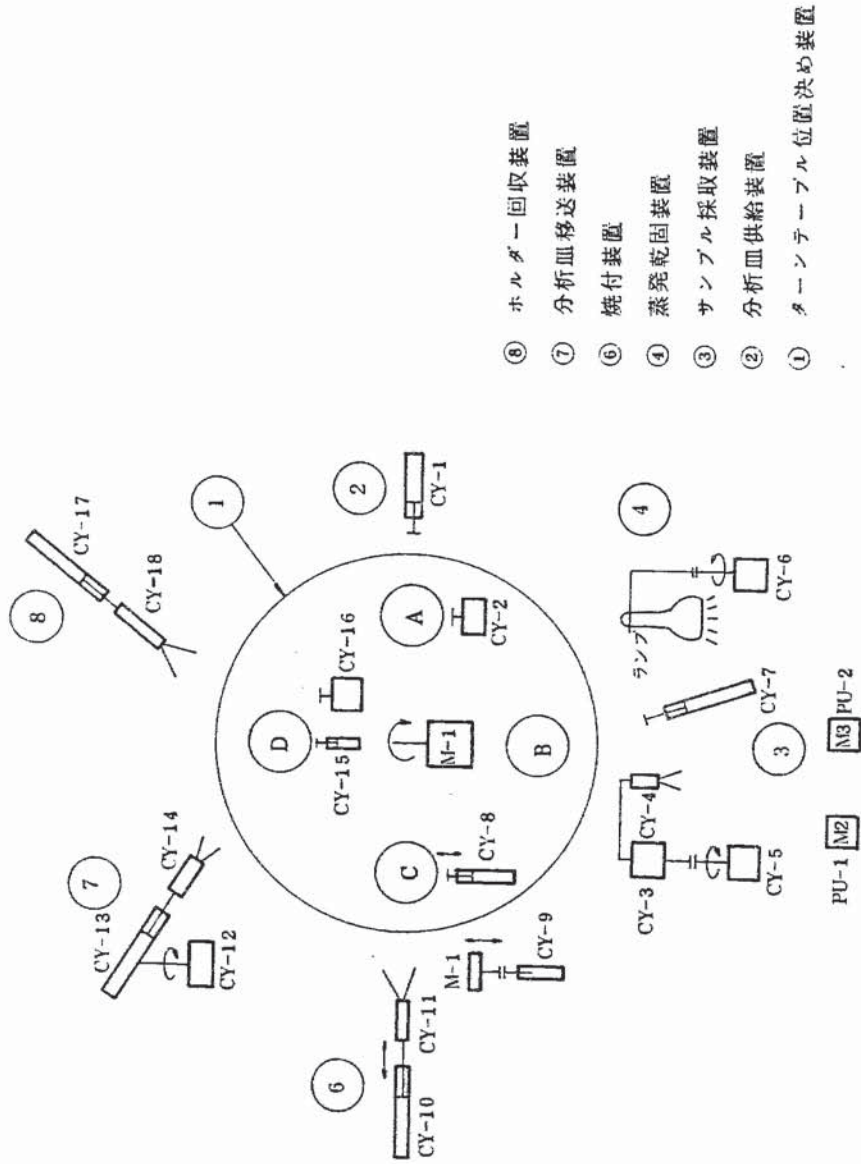 8
CY-17
7
CY-13
CY-14
CY-18
CY-12
1
D
CY-15
CY-16
6
CY-10
CY-11
2
CY-1
C
M-1
A
CY-8
M-1
CY-2
CY-9
B
4
ランプ
CY-3
CY-4
CY-6
CY-5
CY-7
3
PU-1
M2
M3
PU-2
⑧ ホルダー回収装置
⑦ 分析皿移送装置
⑥ 焼付装置
④ 蒸発乾固装置
③ サンプル採取装置
② 分析皿供給装置
① ターンテーブル位置決め装置